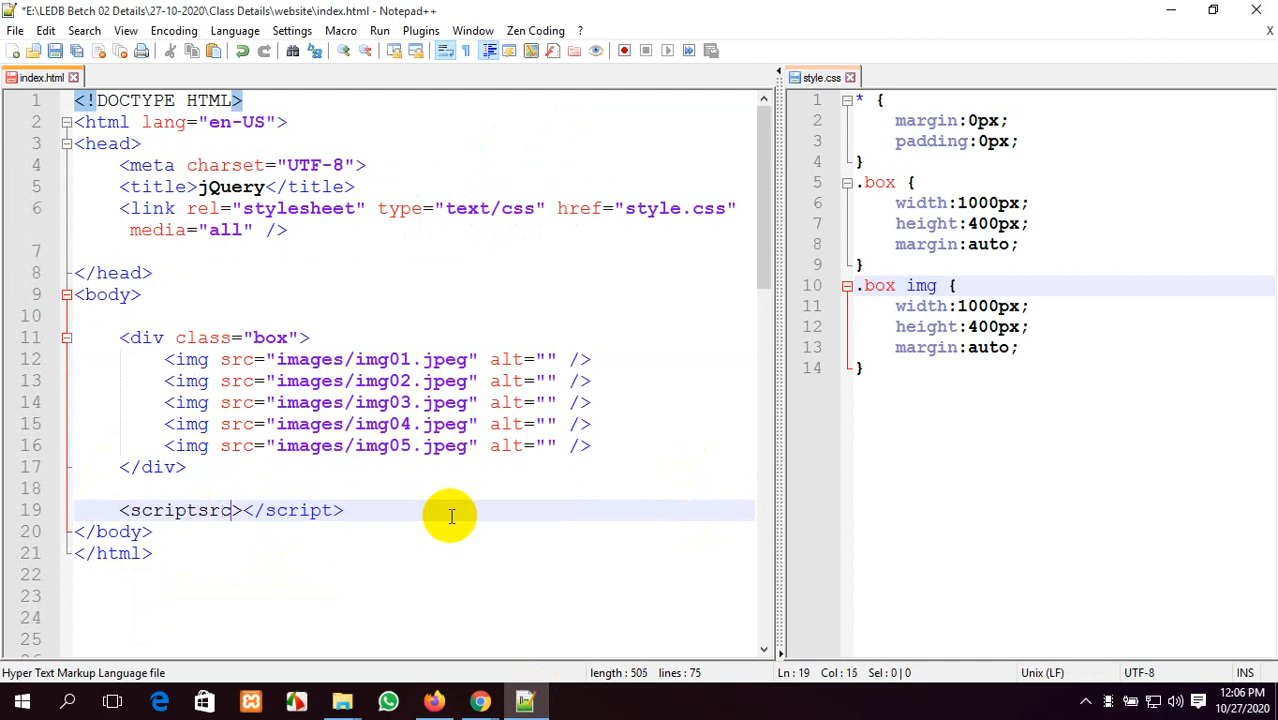 *E:\LEDB Betch 02 Details\27-10-2020\Class Details\website\index.html - Notepad++
File Edit Search View Encoding Language Settings Macro Run Plugins Window Zen Coding ? X
index.html
1 <!DOCTYPE HTML>
2 <html lang="en-US">
3 <head>
4 <meta charset="UTF-8">
5 <title>jQuery</title>
6 <link rel="stylesheet" type="text/css" href="style.css"
media="all" />
7
8 </head>
9 <body>
10
11 <div class="box">
12 <img src="images/img01.jpeg" alt="" />
13 <img src="images/img02.jpeg" alt="" />
14 <img src="images/img03.jpeg" alt="" />
15 <img src="images/img04.jpeg" alt="" />
16 <img src="images/img05.jpeg" alt="" />
17 </div>
18
19 <scriptsrc></script>
20 </body>
21 </html>
22
23
24
25
style.css
1 * {
2 margin:0px;
3 padding:0px;
4 }
5 .box {
6 width:1000px;
7 height:400px;
8 margin:auto;
9 }
10 .box img {
11 width:1000px;
12 height:400px;
13 margin:auto;
14 }
Hyper Text Markup Language file length : 505 lines : 75 Ln : 19 Col : 15 Sel : 0 | 0 Unix (LF) UTF-8 INS
12:06 PM
10/27/2020